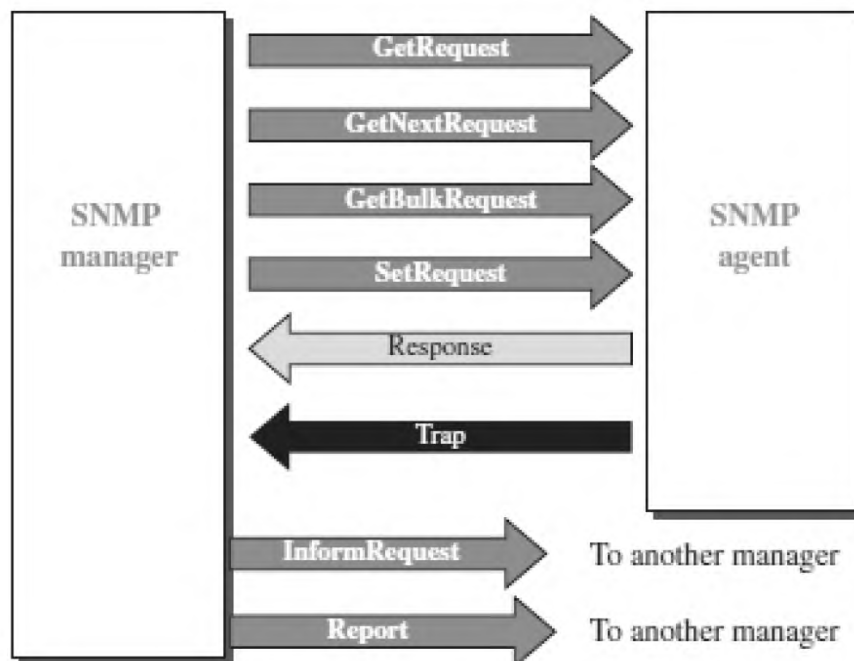 GetRequest
GetNextRequest
GetBulkRequest
SetRequest
Response
Trap
SNMP
manager
SNMP
agent
InformRequest
To another manager
Report
To another manager